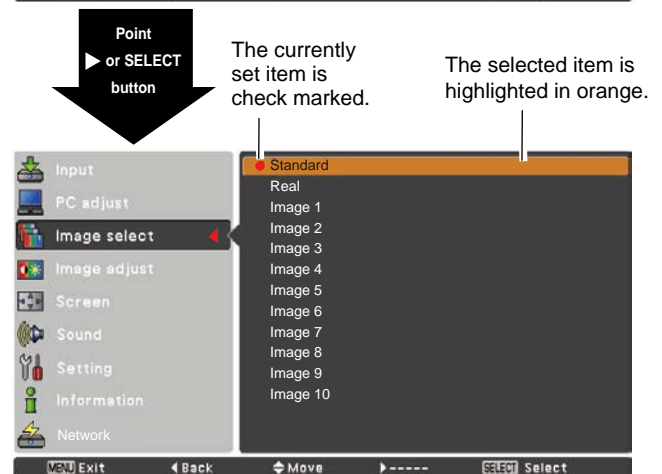 Point
▶ or SELECT
button
The currently
set item is
check marked.
The selected item is
highlighted in orange.
Input
PC adjust
Image select
Image adjust
Screen
Sound
Setting
Information
Network
Standard
Real
Image 1
Image 2
Image 3
Image 4
Image 5
Image 6
Image 7
Image 8
Image 9
Image 10
MENU Exit ◀Back Move ▶----- SELECT Select